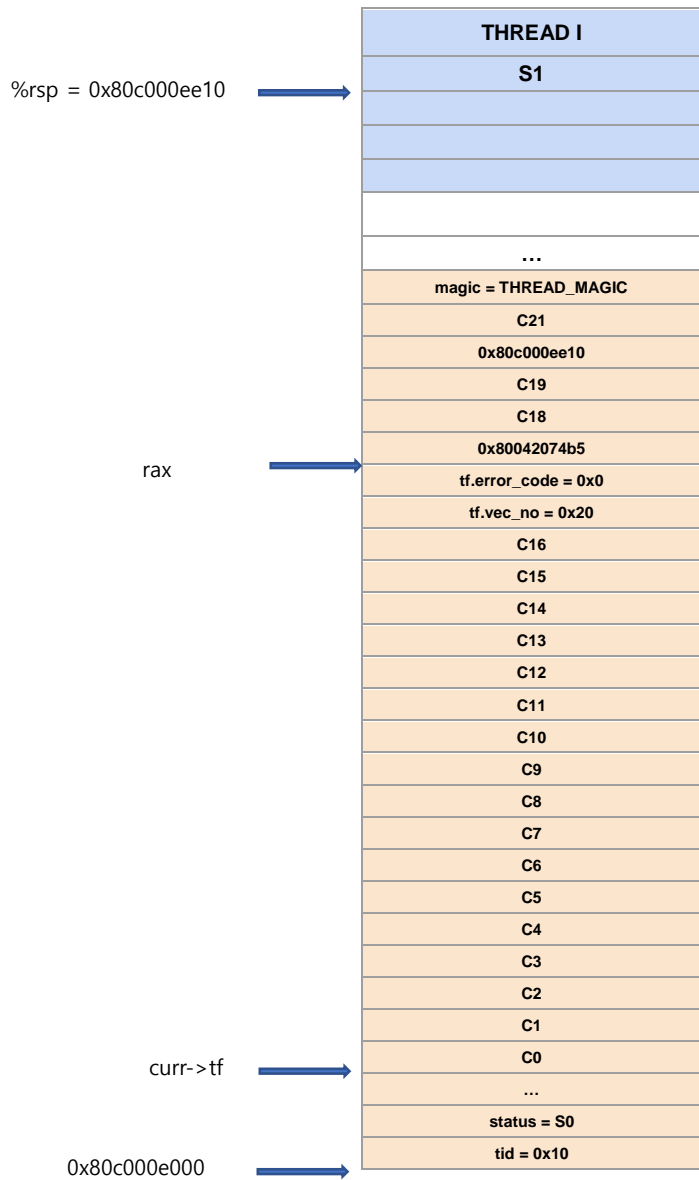 THREAD I
S1
%rsp = 0x80c000ee10
...
magic = THREAD_MAGIC
C21
0x80c000ee10
C19
C18
0x80042074b5
rax
tf.error_code = 0x0
tf.vec_no = 0x20
C16
C15
C14
C13
C12
C11
C10
C9
C8
C7
C6
C5
C4
C3
C2
C1
C0
curr->tf
...
status = S0
tid = 0x10
0x80c000e000